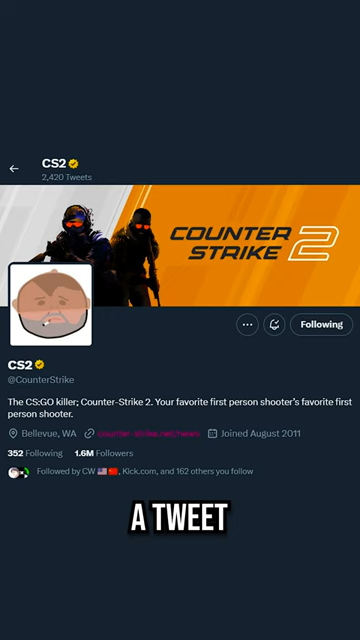 CS2
2,420 Tweets
COUNTER
STRIKE 2
Following
CS2
@CounterStrike
The CS:GO killer; Counter-Strike 2. Your favorite first person shooter's favorite first
person shooter.
Bellevue, WA counter-strike.net/news Joined August 2011
352 Following 1.6M Followers
Followed by CW 🇺🇸🇨🇳, Kick.com, and 162 others you follow
A TWEET